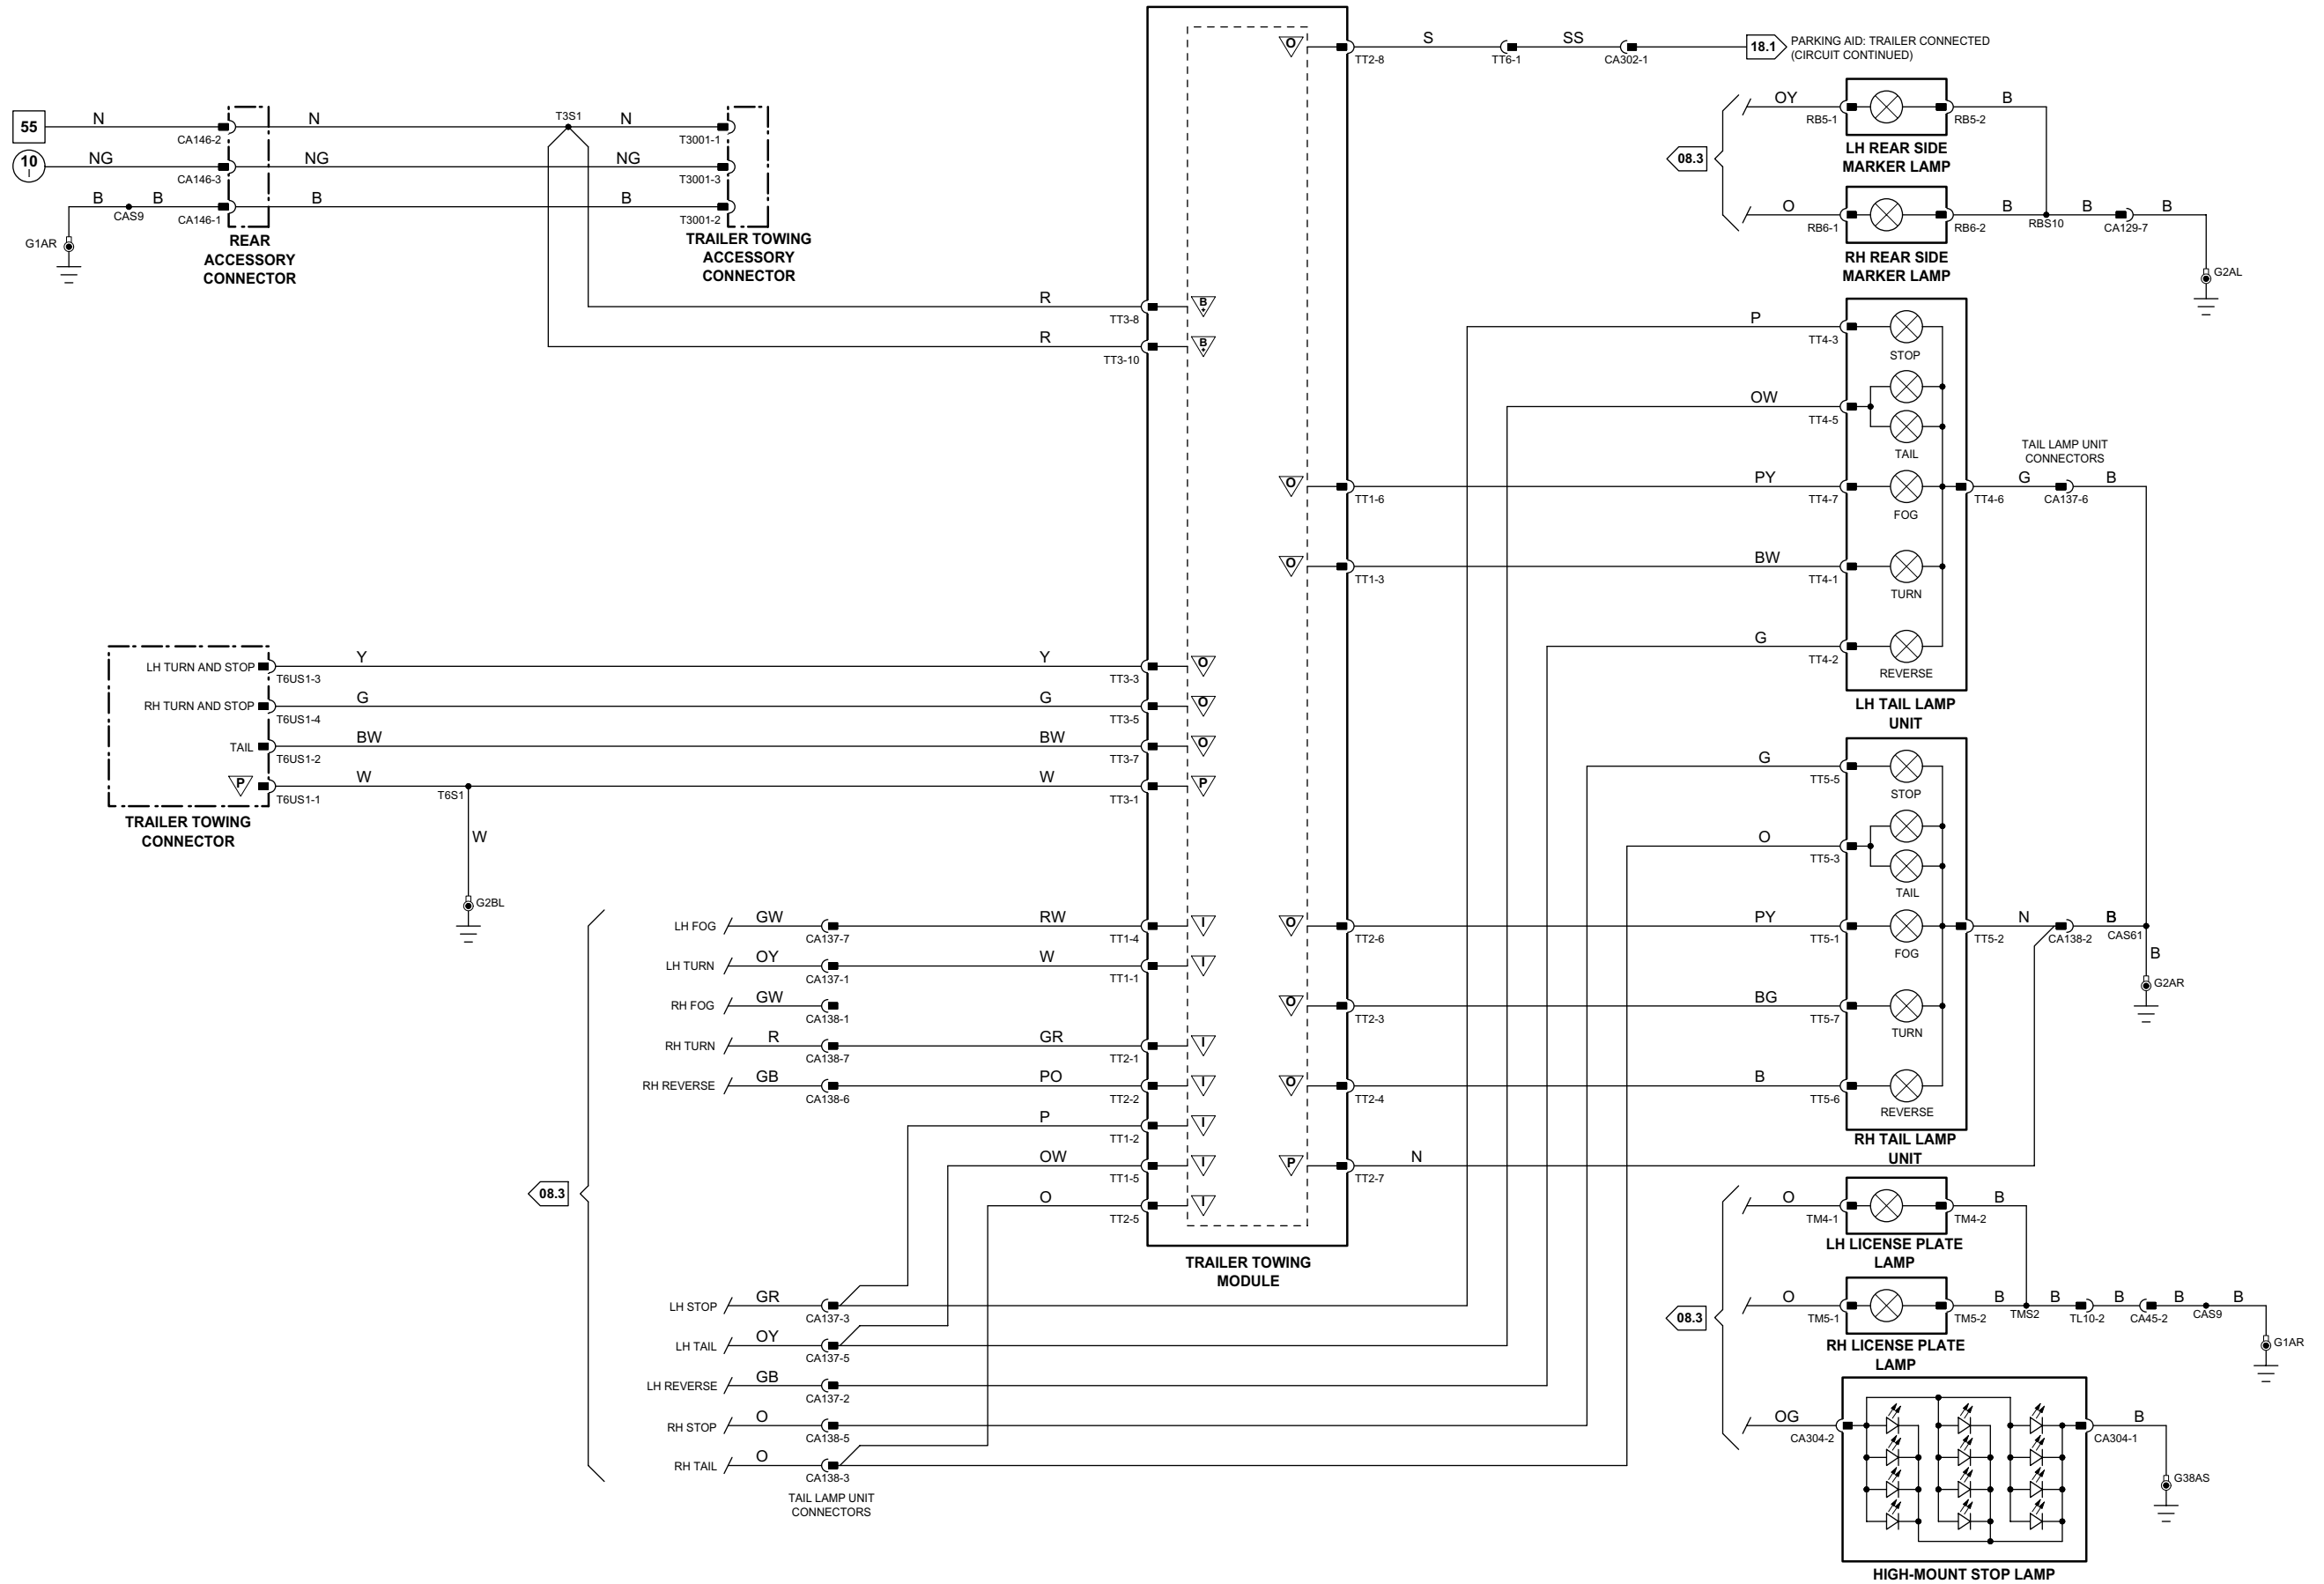 O
TT2-8
S
TT6-1
SS
CA302-1
18.1
PARKING AID: TRAILER CONNECTED
(CIRCUIT CONTINUED)
55
N
CA146-2
N
T3S1
N
T3001-1
10
I
NG
CA146-3
NG
NG
T3001-3
B
CAS9
B
CA146-1
B
B
T3001-2
G1AR
REAR
ACCESSORY
CONNECTOR
TRAILER TOWING
ACCESSORY
CONNECTOR
R
TT3-8
B
+
R
TT3-10
B
+
08.3
OY
RB5-1
RB5-2
B
LH REAR SIDE
MARKER LAMP
O
RB6-1
RB6-2
B
RBS10
B
CA129-7
B
G2AL
RH REAR SIDE
MARKER LAMP
P
TT4-3
STOP
OW
TT4-5
TAIL
O
TT1-6
PY
TT4-7
FOG
TT4-6
G
TAIL LAMP UNIT
CONNECTORS
CA137-6
B
O
TT1-3
BW
TT4-1
TURN
G
TT4-2
REVERSE
LH TAIL LAMP
UNIT
LH TURN AND STOP
T6US1-3
Y
Y
TT3-3
O
RH TURN AND STOP
T6US1-4
G
G
TT3-5
O
TAIL
T6US1-2
BW
BW
TT3-7
O
P
T6US1-1
W
T6S1
W
TT3-1
P
W
G2BL
TRAILER TOWING
CONNECTOR
G
TT5-5
STOP
O
TT5-3
TAIL
08.3
LH FOG
GW
CA137-7
RW
TT1-4
I
O
TT2-6
PY
TT5-1
FOG
TT5-2
N
CA138-2
B
CAS61
B
G2AR
LH TURN
OY
CA137-1
W
TT1-1
I
RH FOG
GW
CA138-1
O
TT2-3
BG
TT5-7
TURN
RH TURN
R
CA138-7
GR
TT2-1
I
RH REVERSE
GB
CA138-6
PO
TT2-2
I
O
TT2-4
B
TT5-6
REVERSE
RH TAIL LAMP
UNIT
P
TT1-2
I
OW
TT1-5
I
P
TT2-7
N
O
TT2-5
I
TRAILER TOWING
MODULE
LH STOP
GR
CA137-3
LH TAIL
OY
CA137-5
LH REVERSE
GB
CA137-2
RH STOP
O
CA138-5
RH TAIL
O
CA138-3
TAIL LAMP UNIT
CONNECTORS
08.3
O
TM4-1
TM4-2
B
LH LICENSE PLATE
LAMP
O
TM5-1
TM5-2
B
TMS2
B
TL10-2
B
CA45-2
B
CAS9
B
G1AR
RH LICENSE PLATE
LAMP
OG
CA304-2
CA304-1
B
G38AS
HIGH-MOUNT STOP LAMP